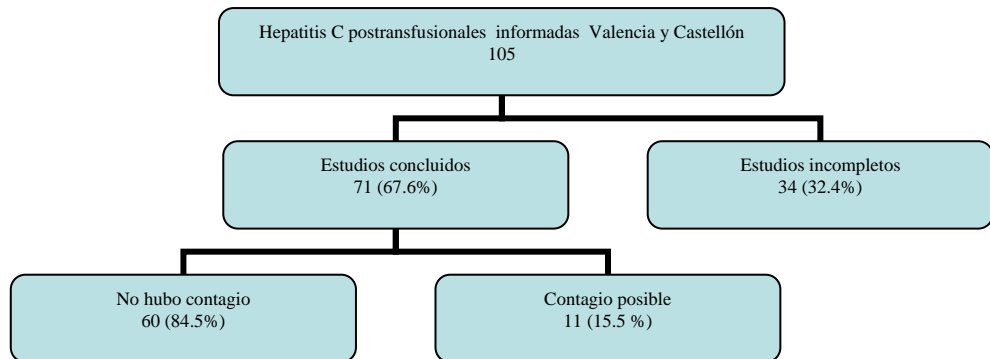 Hepatitis C postransfusionales informadas Valencia y Castellón
105
Estudios concluidos
71 (67.6%)
Estudios incompletos
34 (32.4%)
No hubo contagio
60 (84.5%)
Contagio posible
11 (15.5 %)